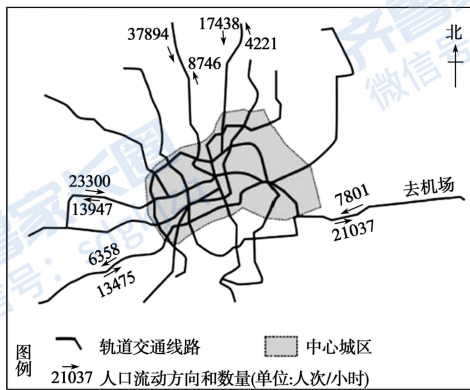 37894
17438
4221
8746
北
23300
13947
7801
去机场
21037
6358
13475
图例
轨道交通线路
中心城区
21037 人口流动方向和数量(单位:人次/小时)